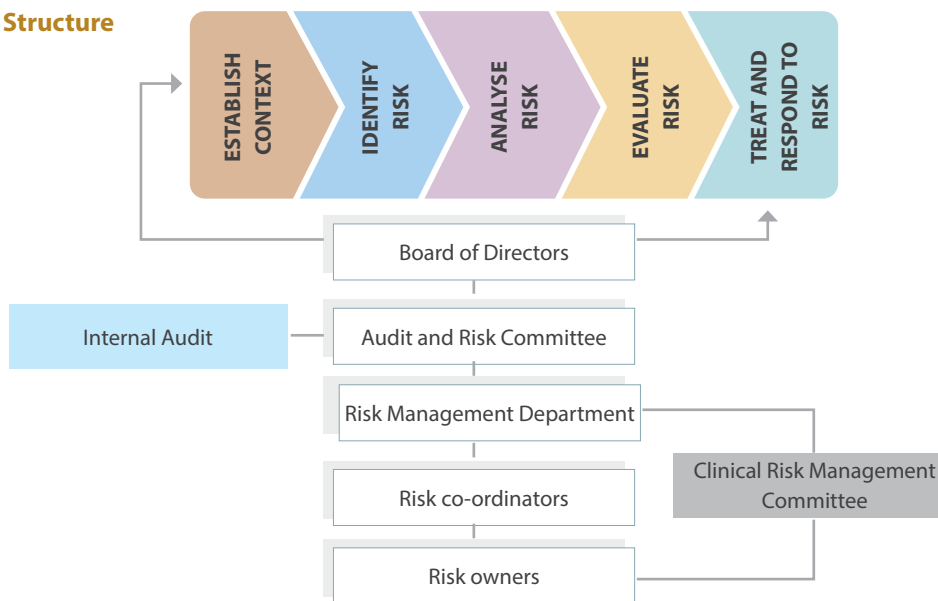 Structure
ESTABLISH
CONTEXT
IDENTIFY
RISK
ANALYSE
RISK
EVALUATE
RISK
TREAT AND
RESPOND TO
RISK
Board of Directors
Internal Audit
Audit and Risk Committee
Risk Management Department
Clinical Risk Management
Committee
Risk co-ordinators
Risk owners